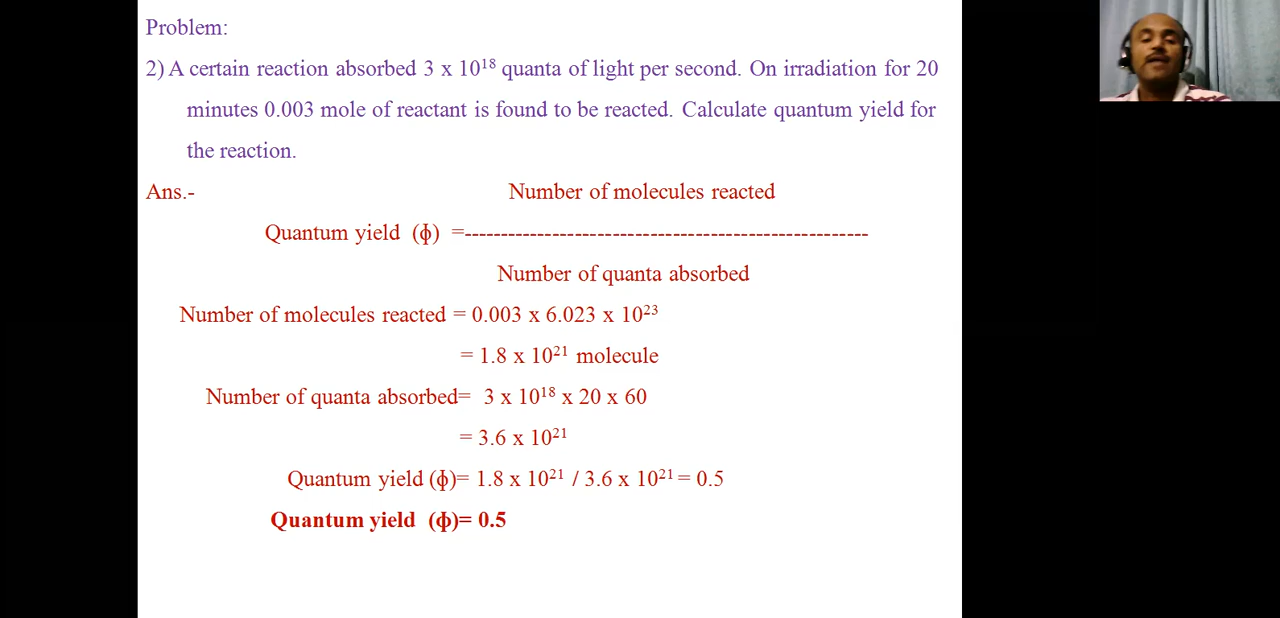 Problem:
2) A certain reaction absorbed 3 x 10¹⁸ quanta of light per second. On irradiation for 20
minutes 0.003 mole of reactant is found to be reacted. Calculate quantum yield for
the reaction.
Ans.- Number of molecules reacted
Quantum yield (ϕ) =--------------------------------------------------------
Number of quanta absorbed
Number of molecules reacted = 0.003 x 6.023 x 10²³
= 1.8 x 10²¹ molecule
Number of quanta absorbed= 3 x 10¹⁸ x 20 x 60
= 3.6 x 10²¹
Quantum yield (ϕ)= 1.8 x 10²¹ / 3.6 x 10²¹ = 0.5
Quantum yield (ϕ)= 0.5